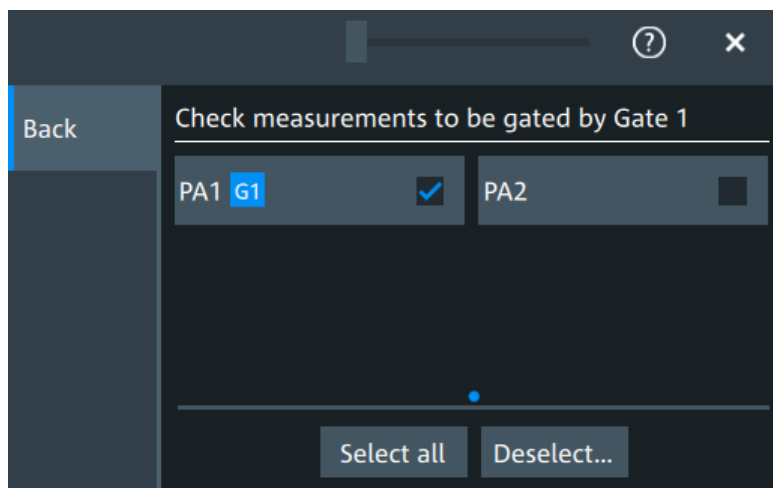 ?
Back
Check measurements to be gated by Gate 1
PA1 G1
PA2
Select all
Deselect...